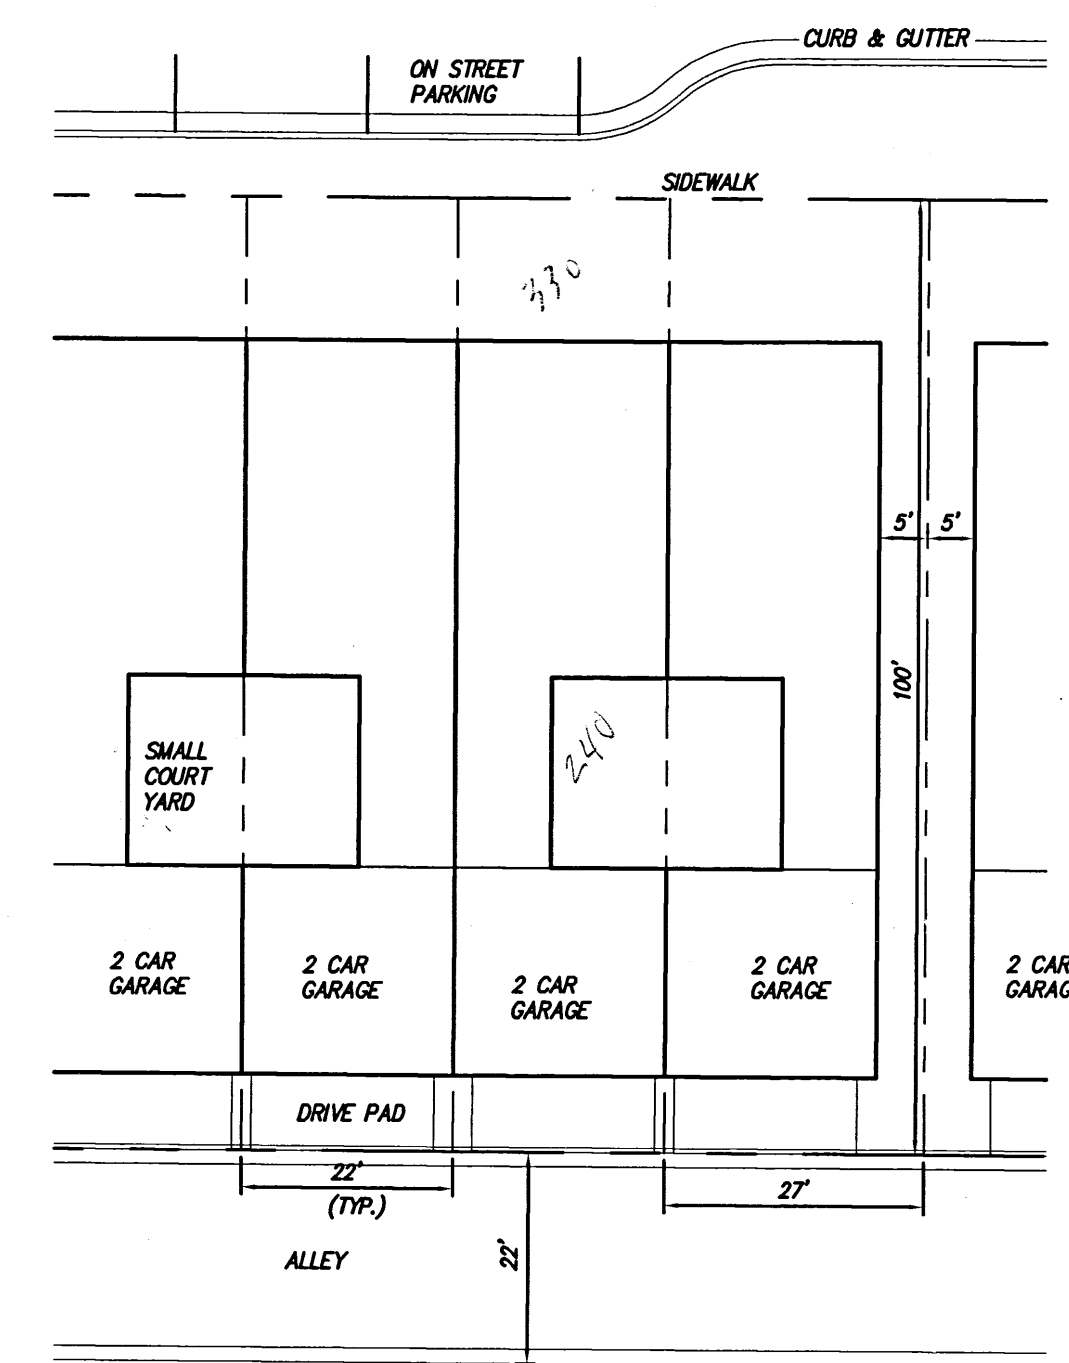 CURB & GUTTER
ON STREET
PARKING
SIDEWALK
330
5' 5'
100'
240
SMALL
COURT
YARD
2 CAR
GARAGE
2 CAR
GARAGE
2 CAR
GARAGE
2 CAR
GARAGE
2 CAR
GARAG
DRIVE PAD
22'
(TYP.)
27'
22'
ALLEY